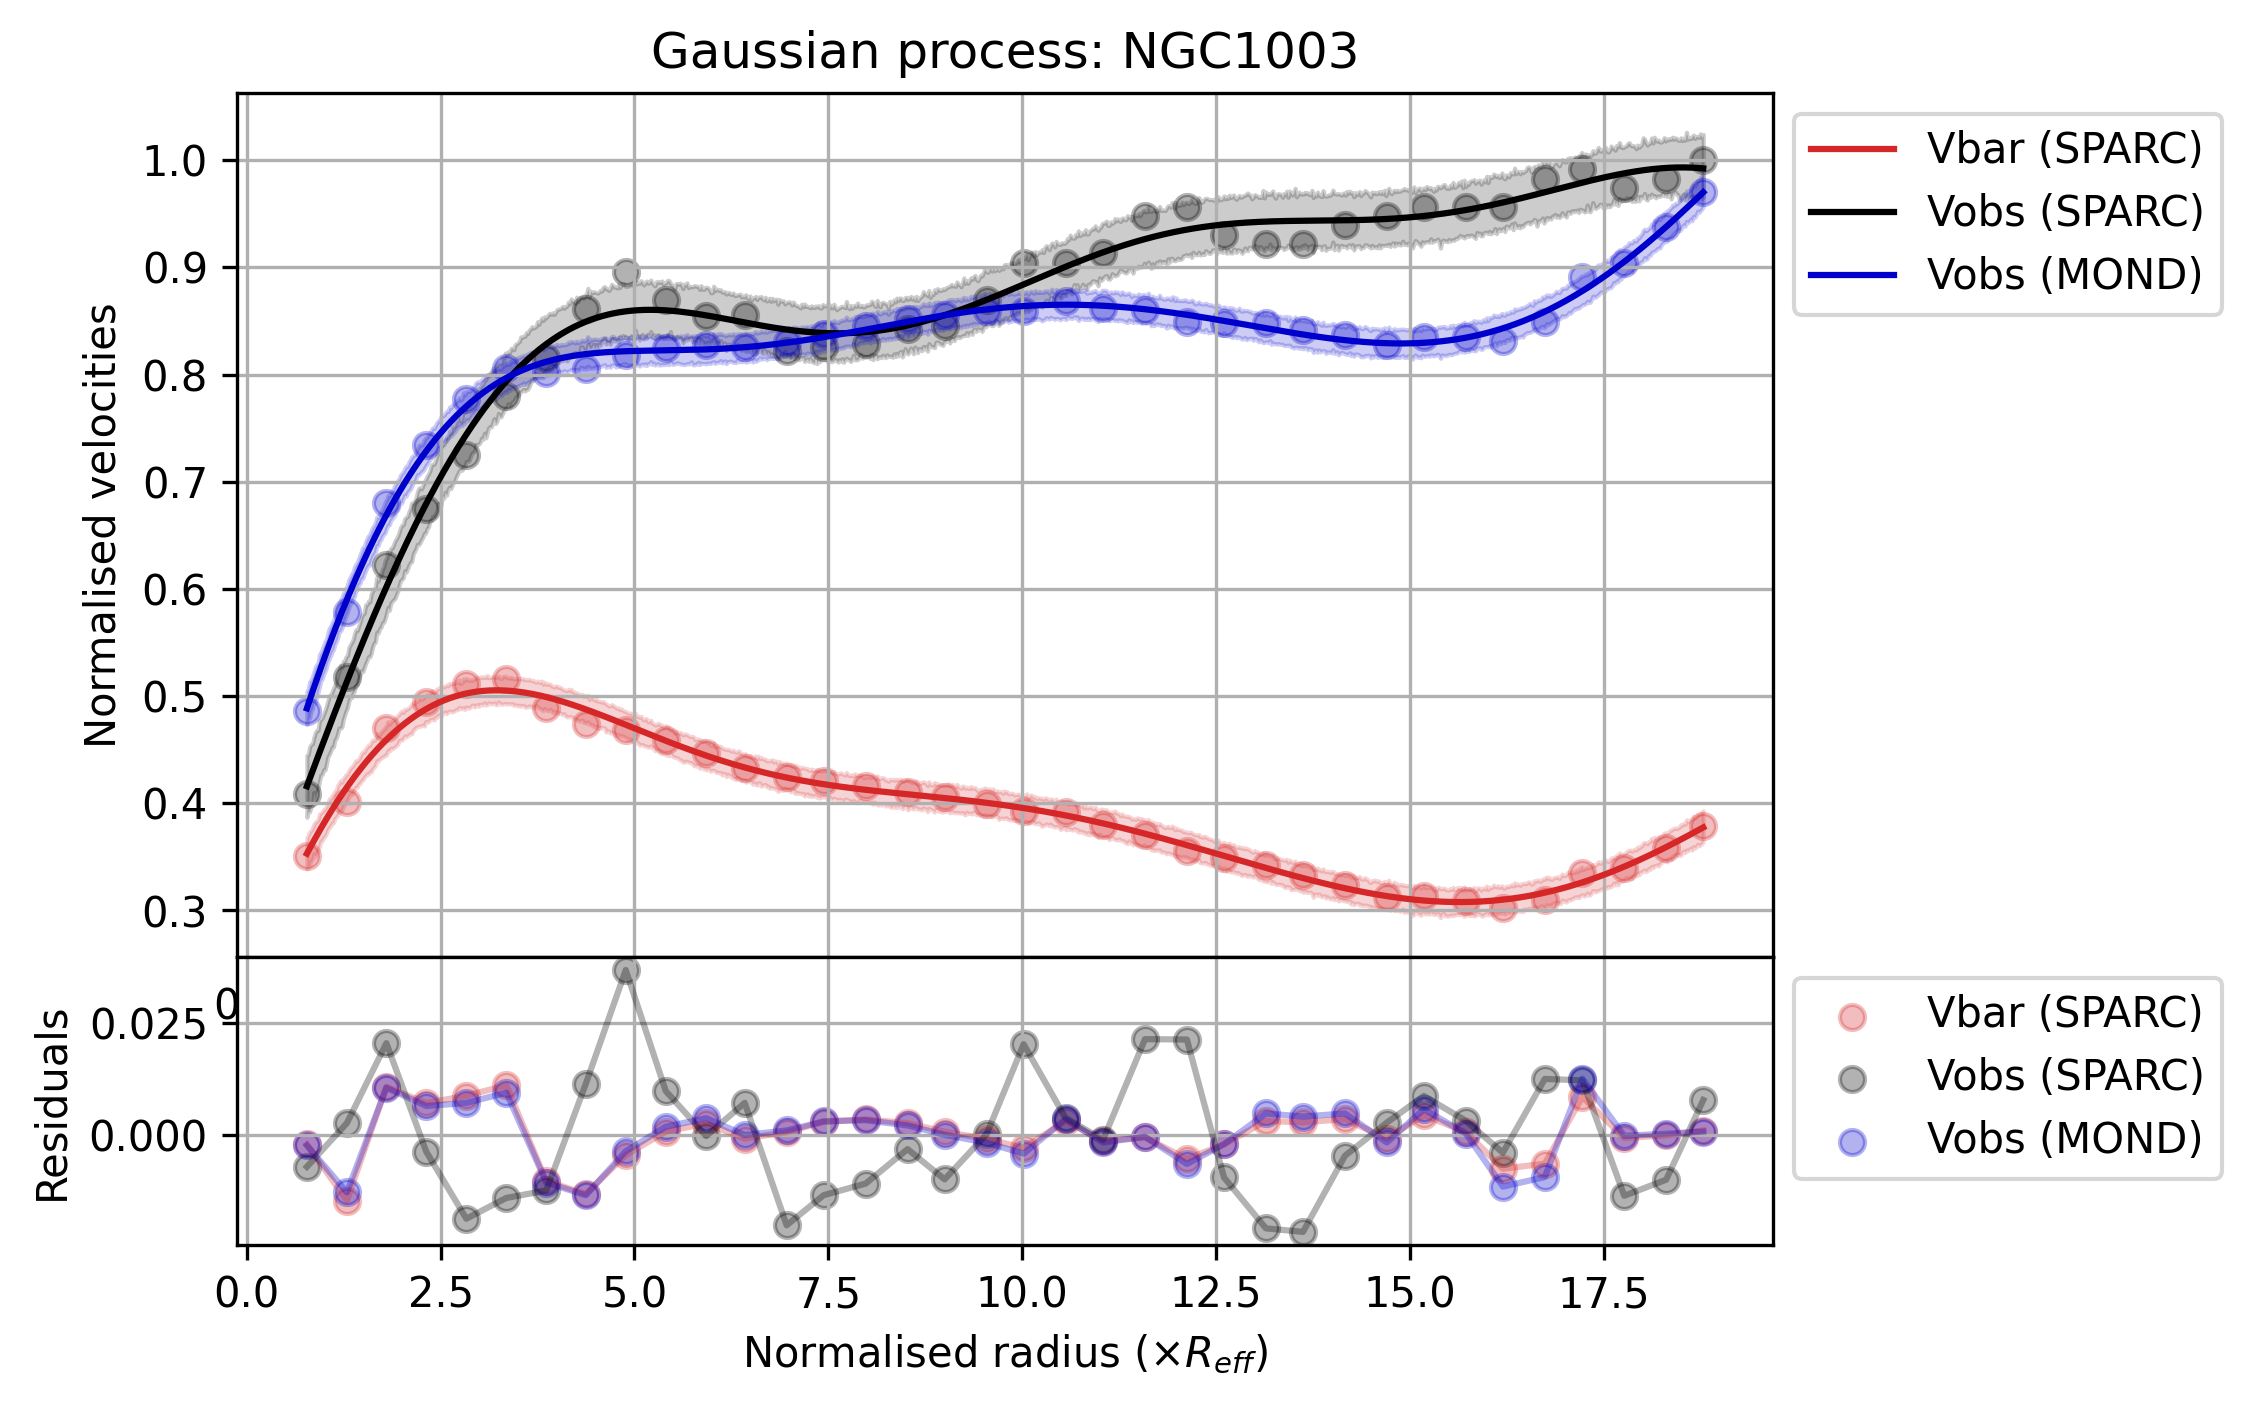 Gaussian process: NGC1003
Normalised velocities
1.0
0.9
0.8
0.7
0.6
0.5
0.4
0.3
Vbar (SPARC)
Vobs (SPARC)
Vobs (MOND)
0
Residuals
0.025
0.000
Vbar (SPARC)
Vobs (SPARC)
Vobs (MOND)
0.0 2.5 5.0 7.5 10.0 12.5 15.0 17.5
Normalised radius (×R_eff)